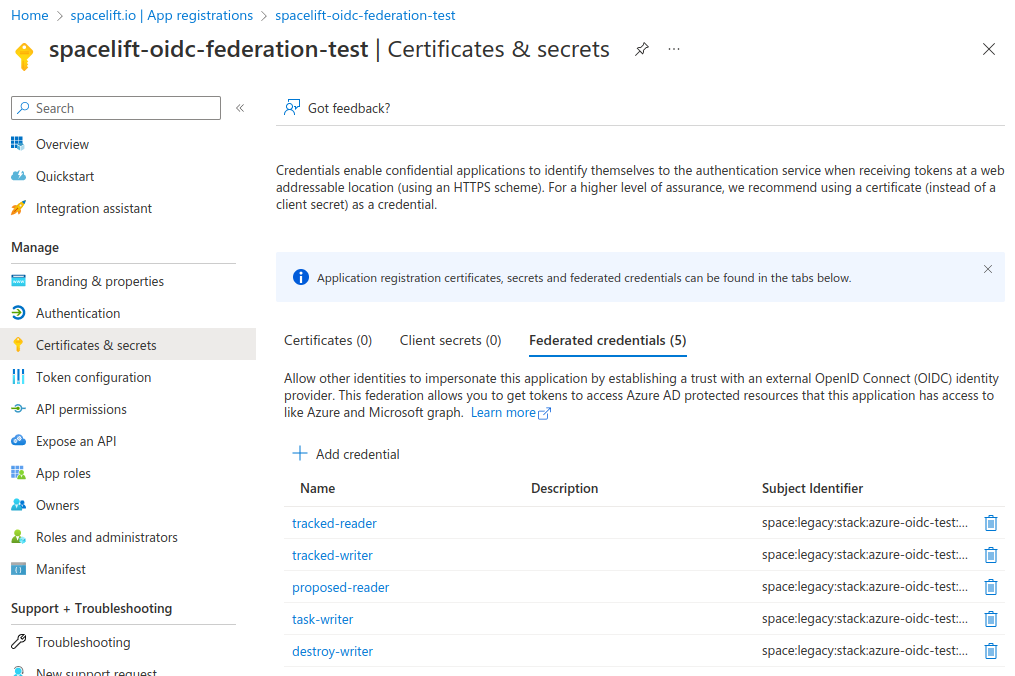 Home > spacelift.io | App registrations > spacelift-oidc-federation-test
spacelift-oidc-federation-test | Certificates & secrets
Search
«
Got feedback?
Overview
Quickstart
Integration assistant
Manage
Branding & properties
Authentication
Certificates & secrets
Token configuration
API permissions
Expose an API
App roles
Owners
Roles and administrators
Manifest
Support + Troubleshooting
Troubleshooting
New support request
Credentials enable confidential applications to identify themselves to the authentication service when receiving tokens at a web
addressable location (using an HTTPS scheme). For a higher level of assurance, we recommend using a certificate (instead of a
client secret) as a credential.
Application registration certificates, secrets and federated credentials can be found in the tabs below.
Certificates (0) Client secrets (0) Federated credentials (5)
Allow other identities to impersonate this application by establishing a trust with an external OpenID Connect (OIDC) identity
provider. This federation allows you to get tokens to access Azure AD protected resources that this application has access to
like Azure and Microsoft graph. Learn more
Add credential
Name Description Subject Identifier
tracked-reader space:legacy:stack:azure-oidc-test:...
tracked-writer space:legacy:stack:azure-oidc-test:...
proposed-reader space:legacy:stack:azure-oidc-test:...
task-writer space:legacy:stack:azure-oidc-test:...
destroy-writer space:legacy:stack:azure-oidc-test:...